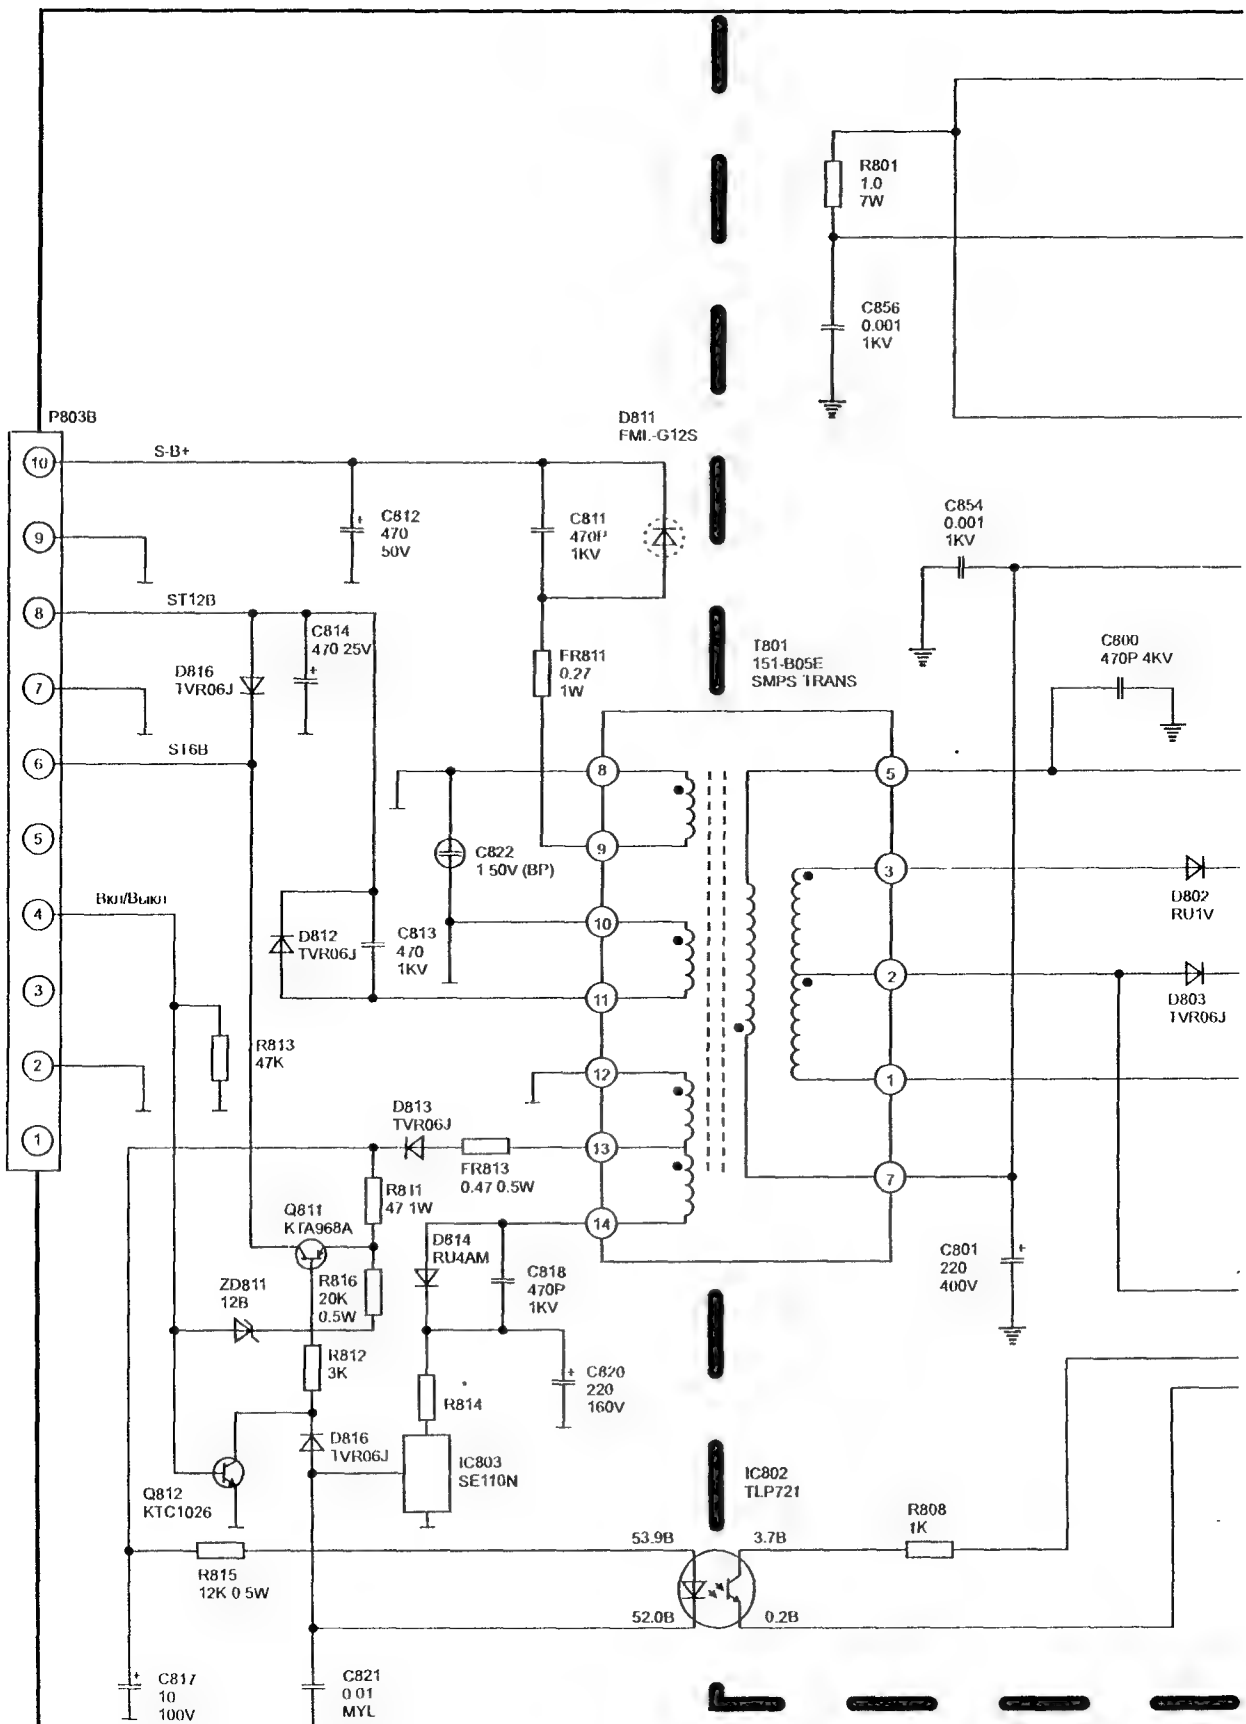 R801
1.0
7W
C856
0.001
1KV
P803B
D811
FML-G12S
10
S-B+
C812
470
50V
C811
470P
1KV
9
C854
0.001
1KV
8
ST12B
C814
470 25V
D816
TVR06J
FR811
0.27
1W
T801
151-B05E
SMPS TRANS
C800
470P 4KV
7
6
ST6B
8
5
5
9
C822
1 50V (BP)
3
D802
RU1V
4
Вкл/Выкл
10
D812
TVR06J
C813
470
1KV
2
D803
TVR06J
3
11
R813
47K
2
12
1
D813
TVR06J
1
13
FR813
0.47 0.5W
7
R811
47 1W
Q811
KTA968A
14
D814
RU4AM
C818
470P
1KV
C801
220
400V
ZD811
12B
R816
20K
0.5W
R812
3K
R814
C820
220
160V
D816
TVR06J
IC803
SE110N
Q812
KTC1026
IC802
TLP721
R808
1K
53.9B
3.7B
R815
12K 0.5W
52.0B
0.2B
C817
10
100V
C821
0.01
MYL